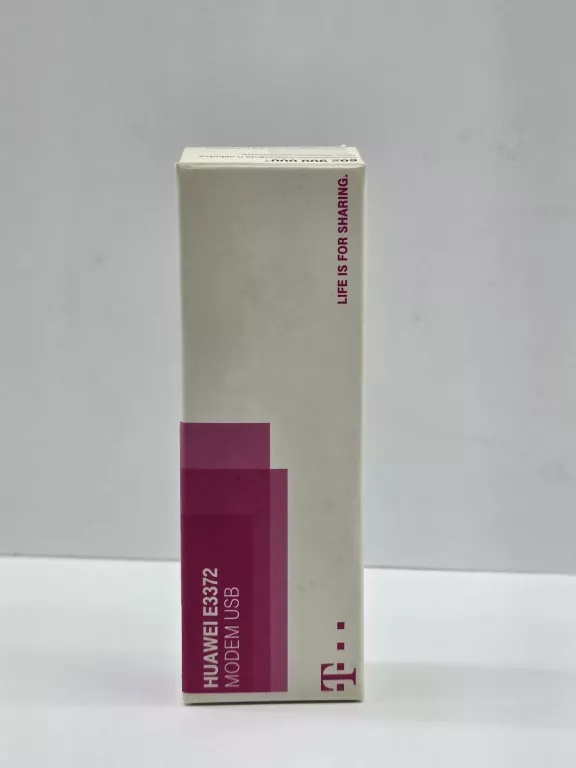 LIFE IS FOR SHARING.
HUAWEI E3372
MODEM USB
T